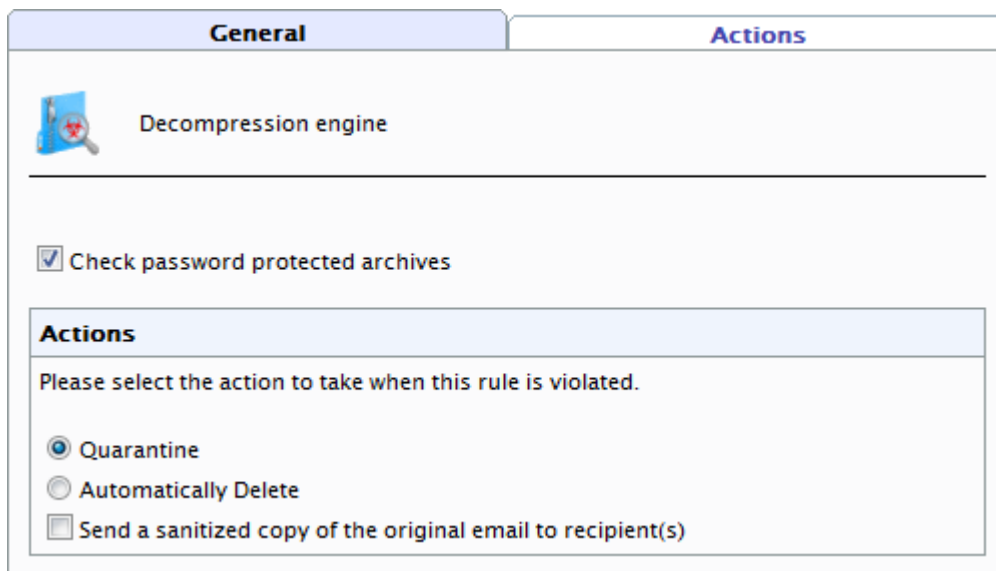 General
Actions
Decompression engine
Check password protected archives
Actions
Please select the action to take when this rule is violated.
Quarantine
Automatically Delete
Send a sanitized copy of the original email to recipient(s)